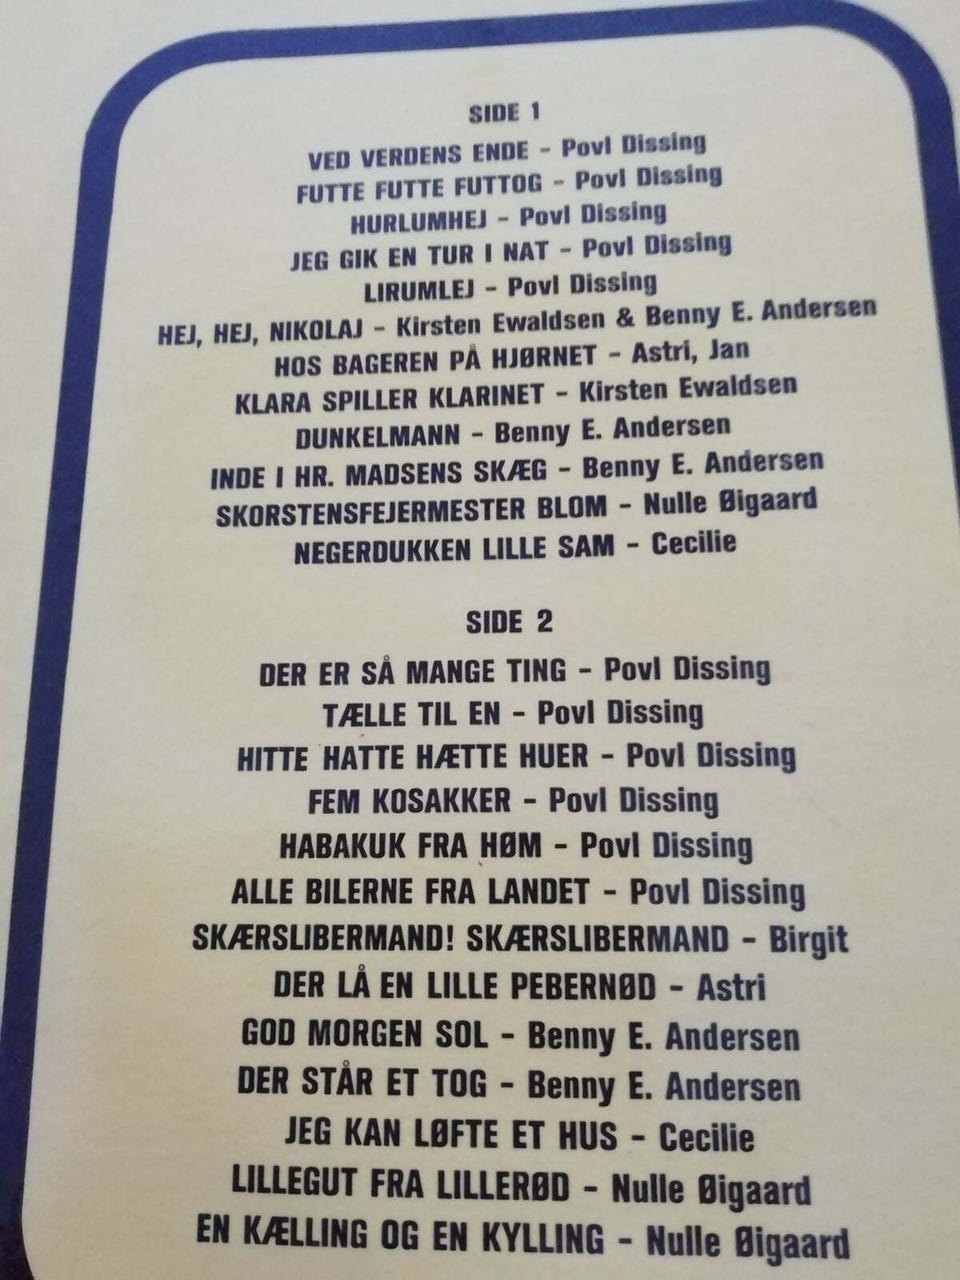 SIDE 1
VED VERDENS ENDE - Povl Dissing
FUTTE FUTTE FUTTOG - Povl Dissing
HURLUMHEJ - Povl Dissing
JEG GIK EN TUR I NAT - Povl Dissing
LIRUMLEJ - Povl Dissing
HEJ, HEJ, NIKOLAJ - Kirsten Ewaldsen & Benny E. Andersen
HOS BAGEREN PÅ HJØRNET - Astri, Jan
KLARA SPILLER KLARINET - Kirsten Ewaldsen
DUNKELMANN - Benny E. Andersen
INDE I HR. MADSENS SKÆG - Benny E. Andersen
SKORSTENSFEJERMESTER BLOM - Nulle Øigaard
NEGERDUKKEN LILLE SAM - Cecilie
SIDE 2
DER ER SÅ MANGE TING - Povl Dissing
TÆLLE TIL EN - Povl Dissing
HITTE HATTE HÆTTE HUER - Povl Dissing
FEM KOSAKKER - Povl Dissing
HABAKUK FRA HØM - Povl Dissing
ALLE BILERNE FRA LANDET - Povl Dissing
SKÆRSLIBERMAND! SKÆRSLIBERMAND - Birgit
DER LÅ EN LILLE PEBERNØD - Astri
GOD MORGEN SOL - Benny E. Andersen
DER STÅR ET TOG - Benny E. Andersen
JEG KAN LØFTE ET HUS - Cecilie
LILLEGUT FRA LILLERØD - Nulle Øigaard
EN KÆLLING OG EN KYLLING - Nulle Øigaard